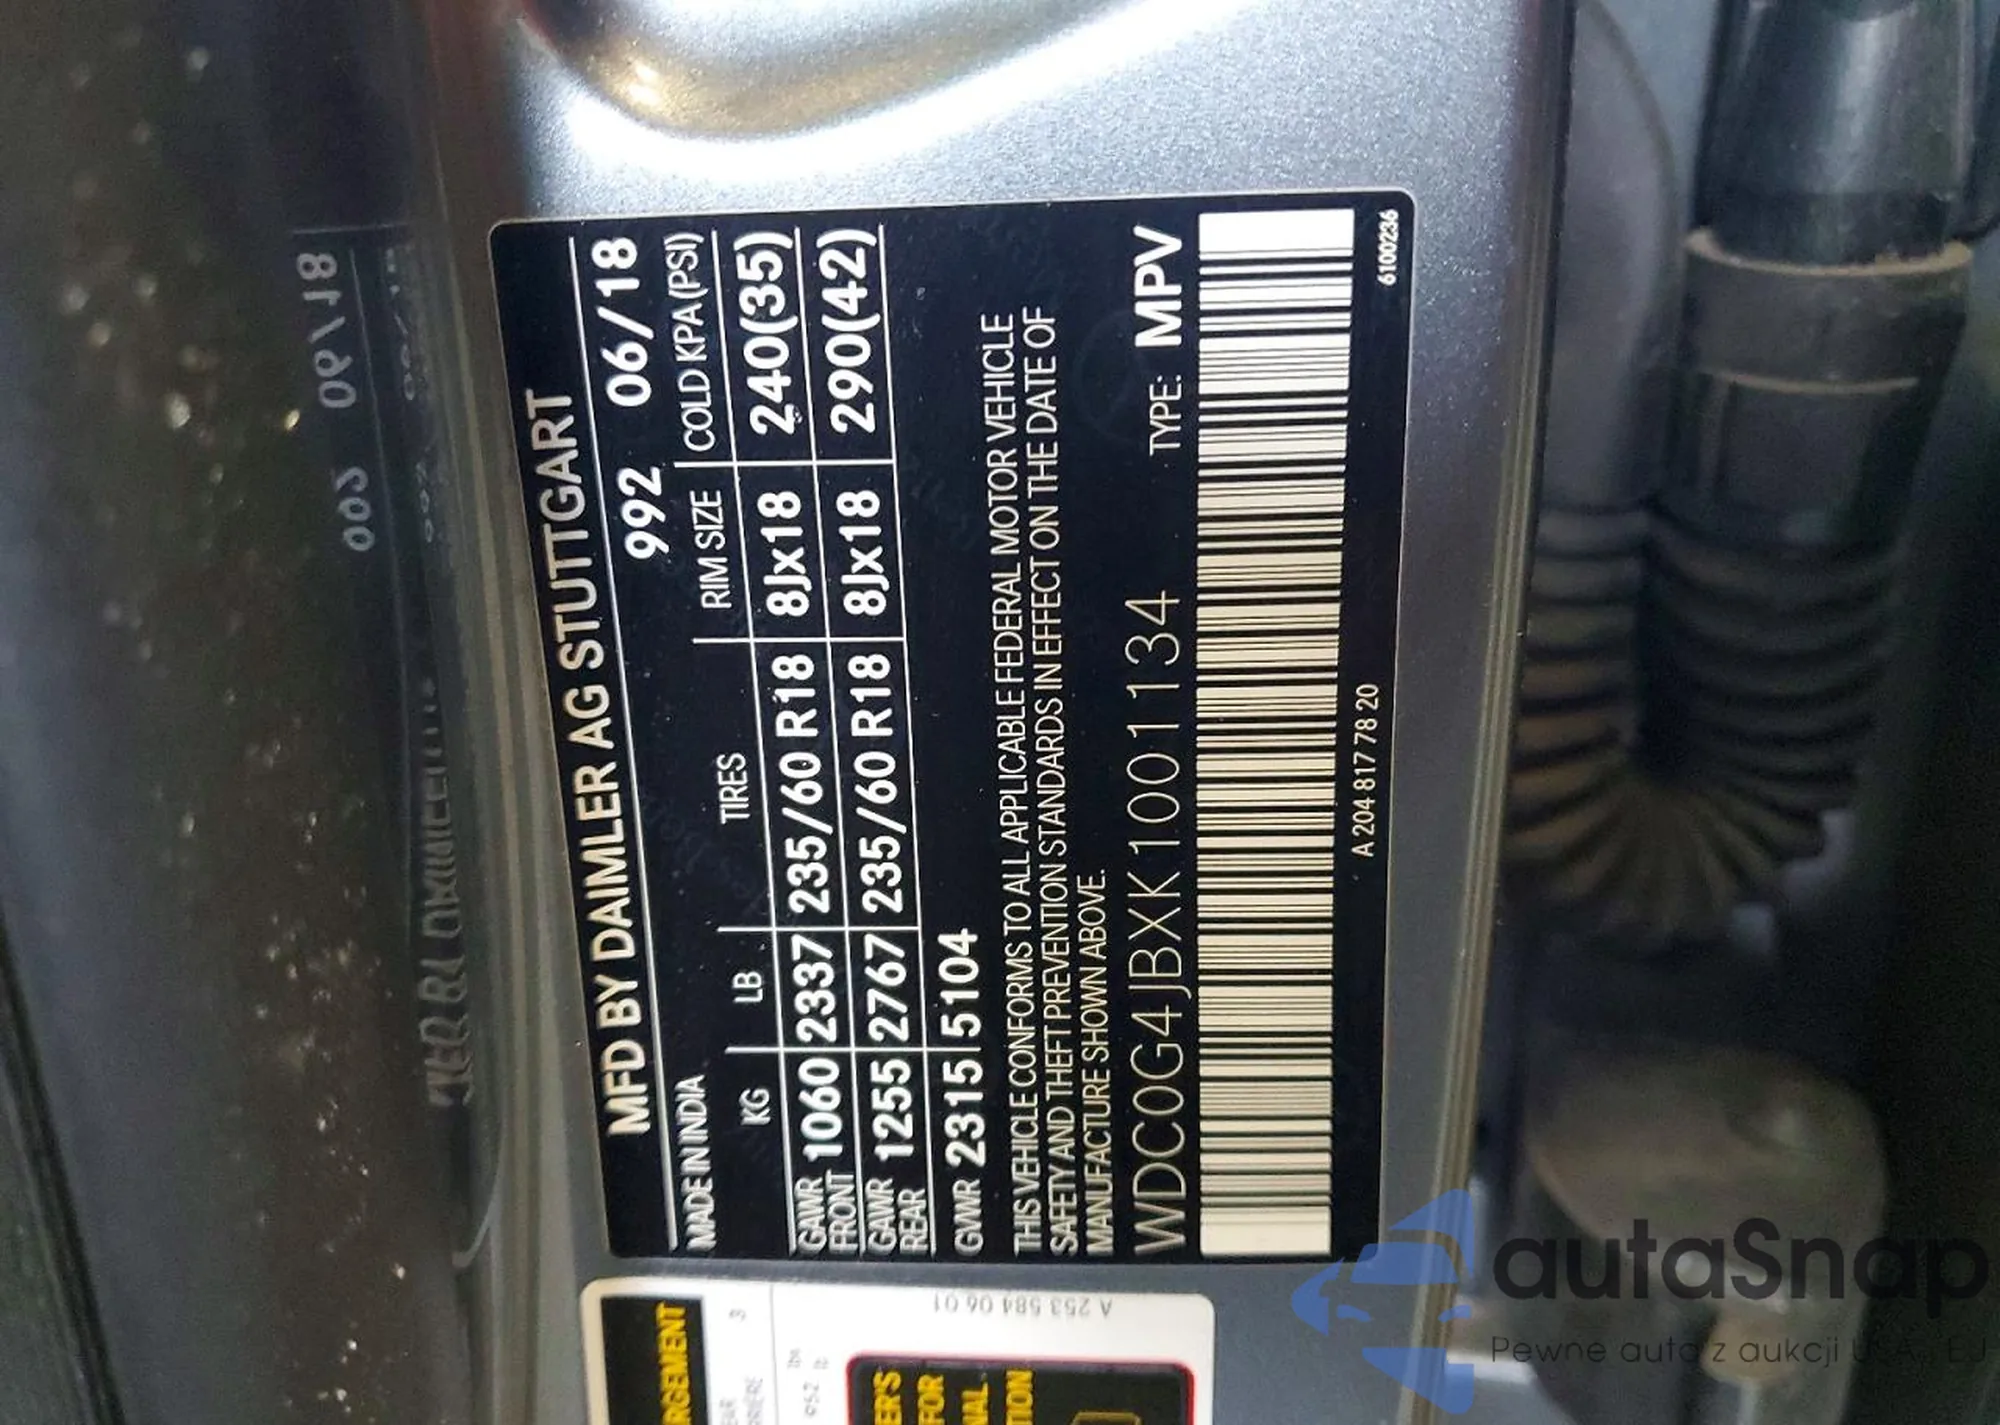 MFD BY DAIMLER AG STUTTGART
MADE IN INDIA 992 06/18
KG LB TIRES RIM SIZE COLD KPA(PSI)
GAWR FRONT 1060 2337 235/60 R18 8Jx18 240(35)
GAWR REAR 1255 2767 235/60 R18 8Jx18 290(42)
GVWR 2315 5104
THIS VEHICLE CONFORMS TO ALL APPLICABLE FEDERAL MOTOR VEHICLE
SAFETY AND THEFT PREVENTION STANDARDS IN EFFECT ON THE DATE OF
MANUFACTURE SHOWN ABOVE.
WDC0G4JBXK1001134 TYPE: MPV
A 204 817 78 20
6100236
A 253 584 06 01
autaSnap
Pewne auta z aukcji